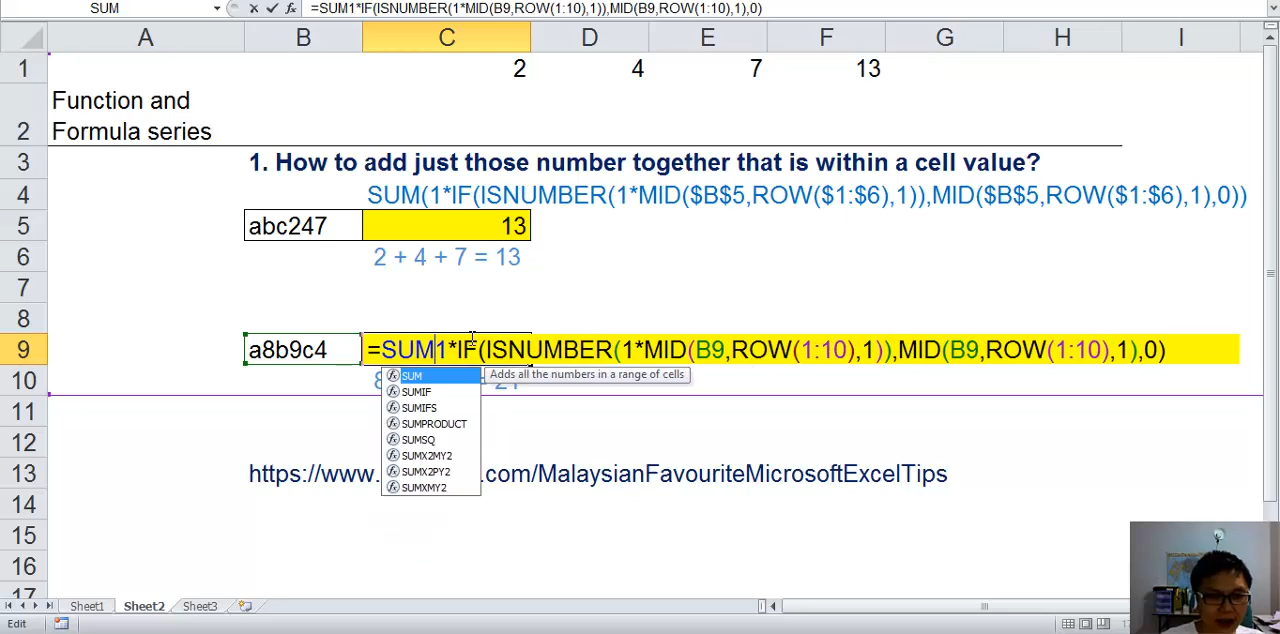 SUM
=SUM1*IF(ISNUMBER(1*MID(B9,ROW(1:10),1)),MID(B9,ROW(1:10),1),0)
A B C D E F G H I
1 2 4 7 13
2 Function and
Formula series
3 1. How to add just those number together that is within a cell value?
4 SUM(1*IF(ISNUMBER(1*MID($B$5,ROW($1:$6),1)),MID($B$5,ROW($1:$6),1),0))
5 abc247 13
6 2 + 4 + 7 = 13
7
8
9 a8b9c4 =SUM1*IF(ISNUMBER(1*MID(B9,ROW(1:10),1)),MID(B9,ROW(1:10),1),0)
SUM Adds all the numbers in a range of cells
10
SUMIF
11 SUMIFS
SUMPRODUCT
12 SUMSQ
SUMX2MY2
13 https://www. .com/MalaysianFavouriteMicrosoftExcelTips
SUMX2PY2
SUMXMY2
14
15
16
17
Sheet1 Sheet2 Sheet3
Edit